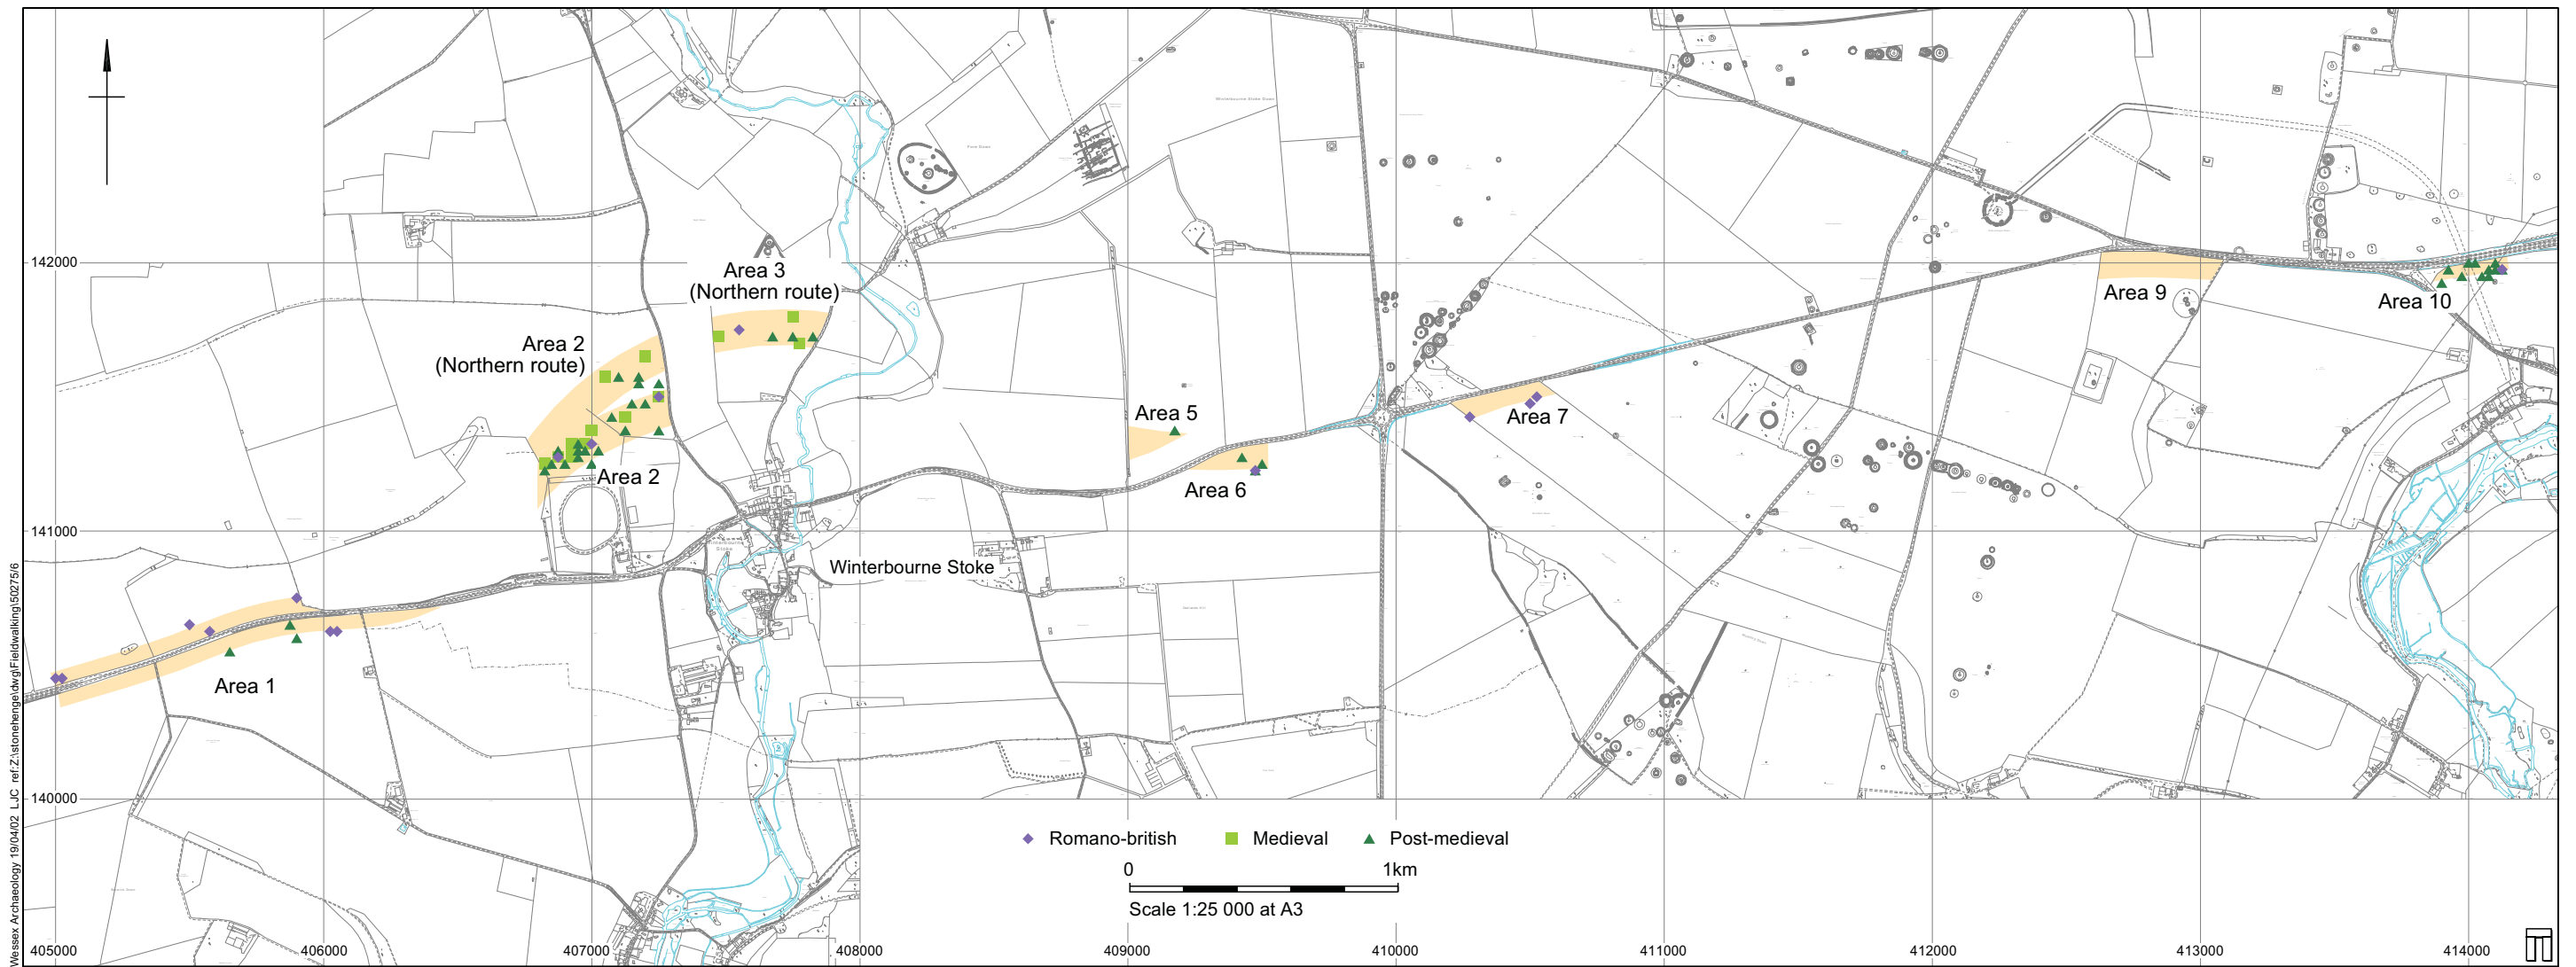 142000
141000
140000
Area 3
(Northern route)
Area 2
(Northern route)
Area 2
Area 1
Area 5
Area 6
Area 7
Area 9
Area 10
Winterbourne Stoke
Romano-british
Medieval
Post-medieval
0 1km
Scale 1:25 000 at A3
405000 406000 407000 408000 409000 410000 411000 412000 413000 414000
Wessex Archaeology 19/04/02 LJC ref:Z:\stonehenge\dwg\Fieldwalking\50275/6